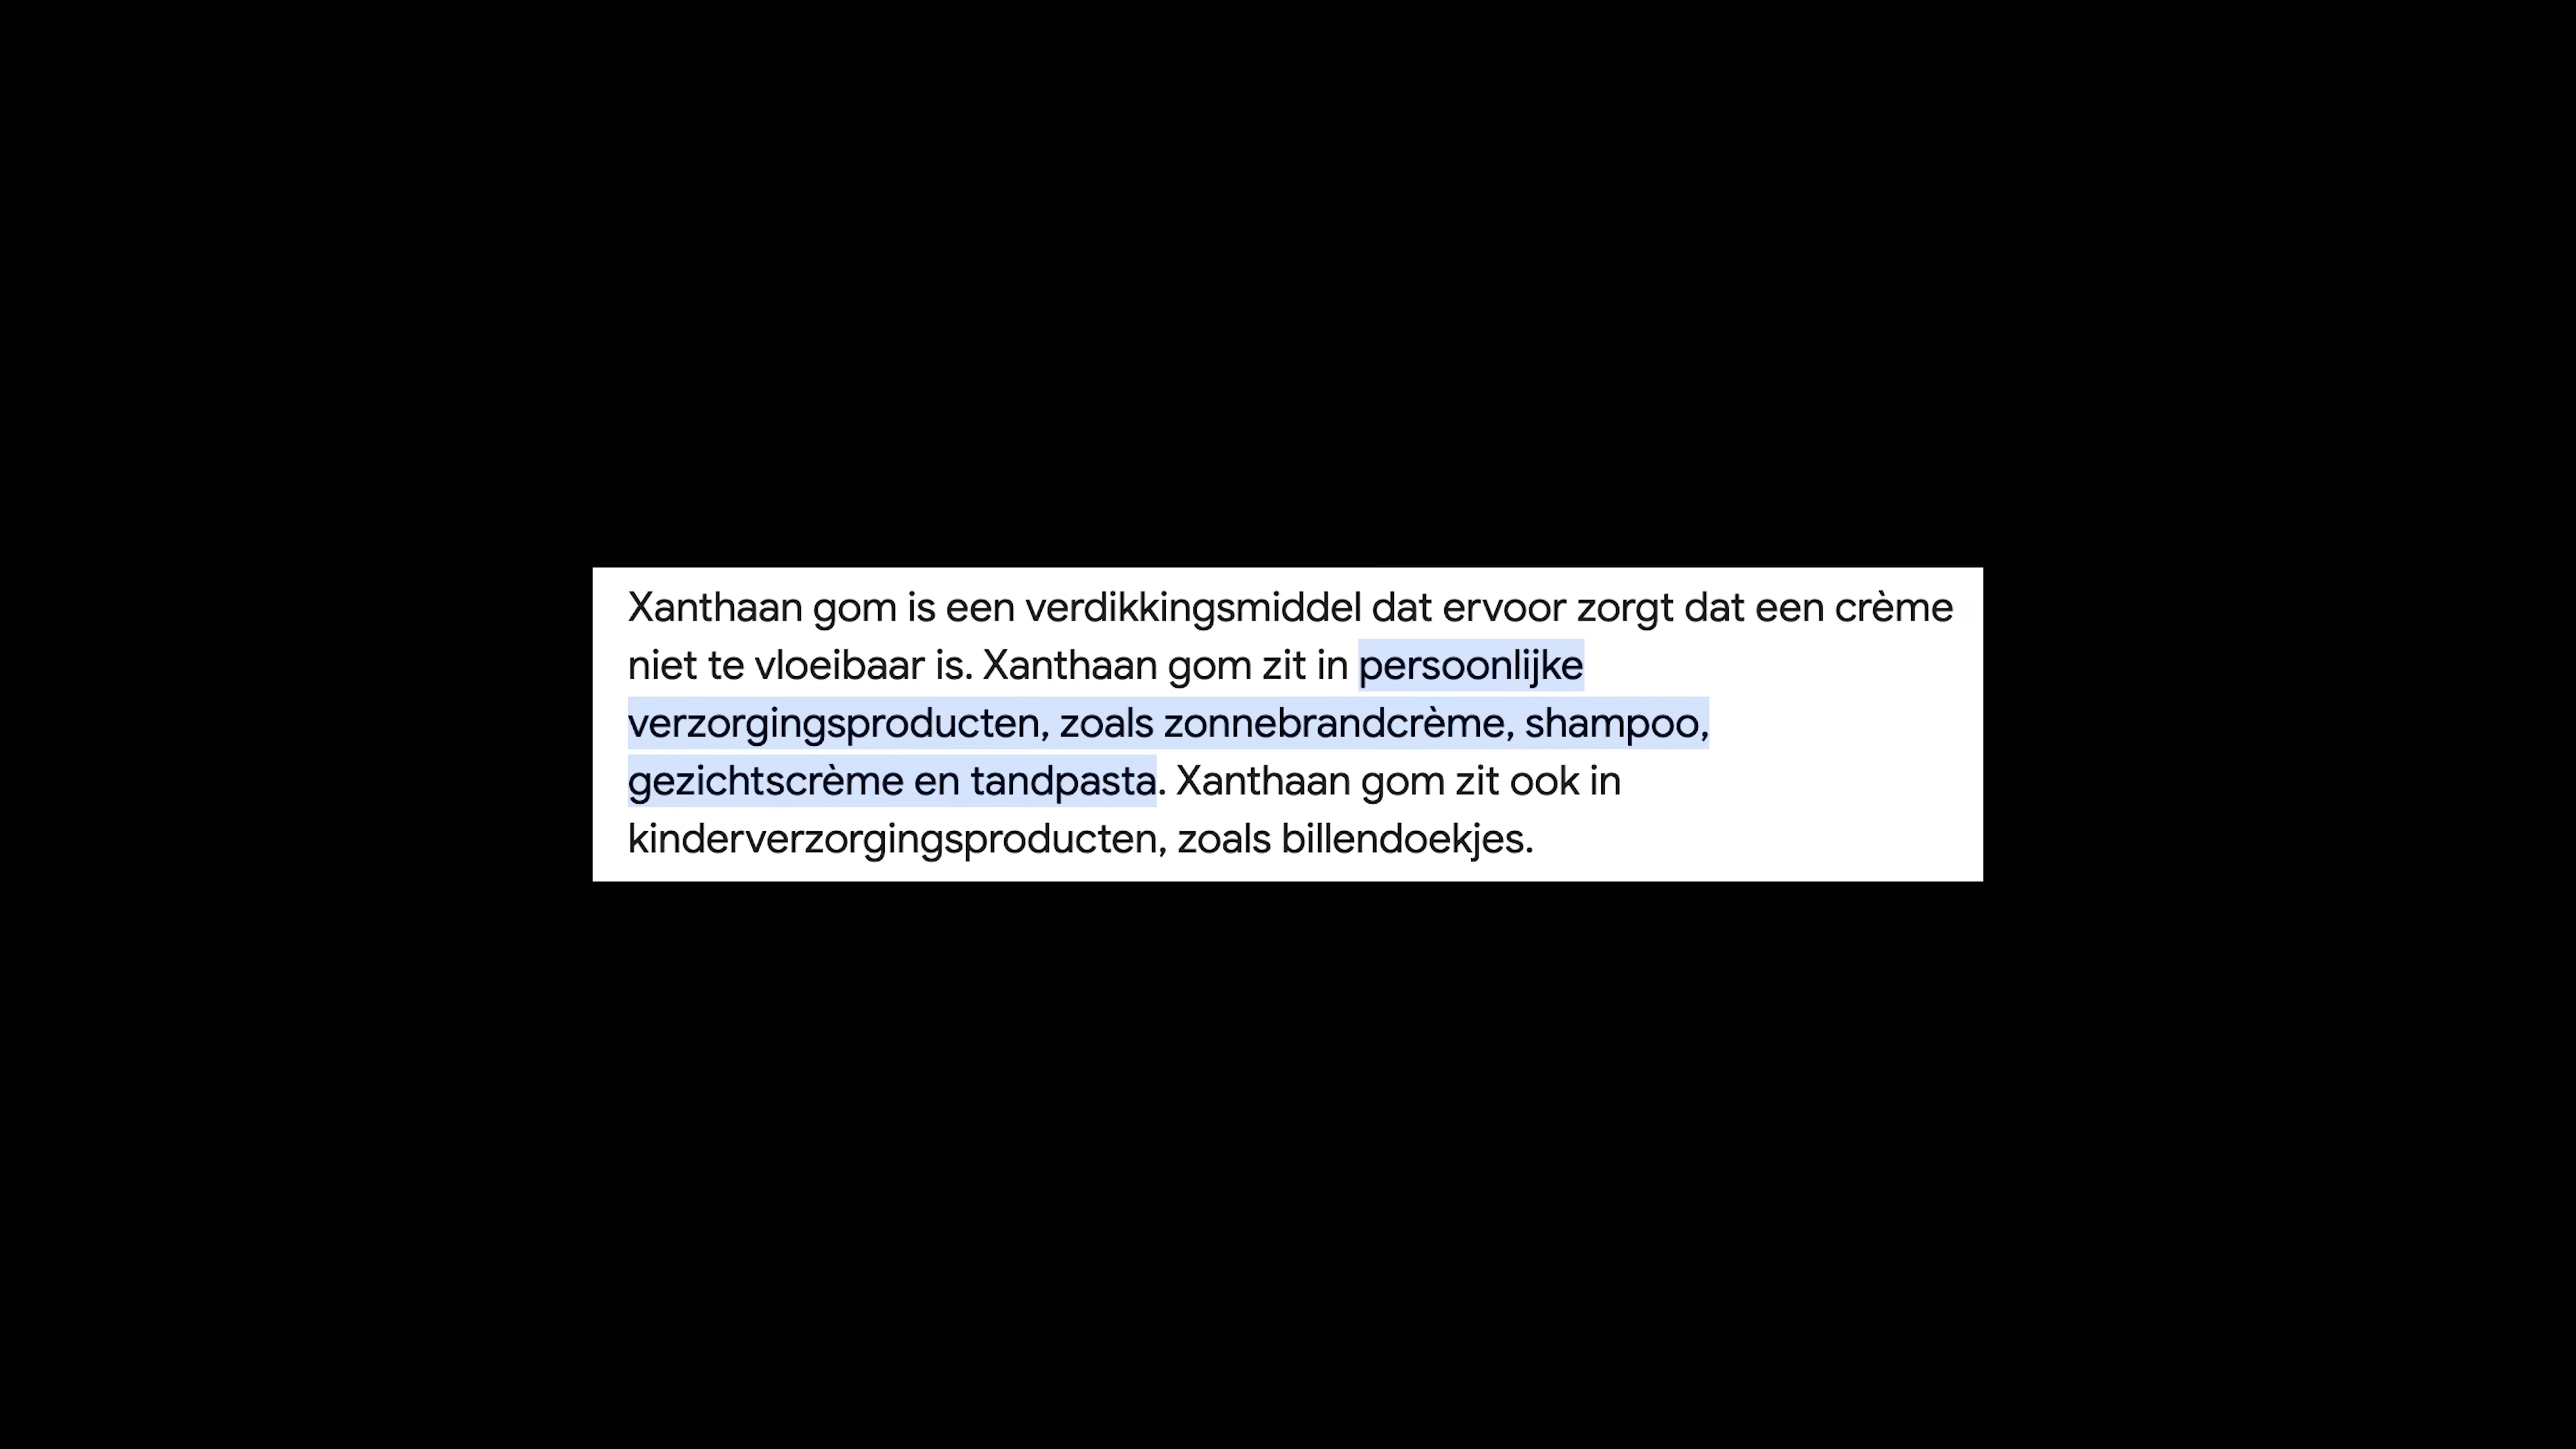 Xanthaan gom is een verdikkingsmiddel dat ervoor zorgt dat een crème
niet te vloeibaar is. Xanthaan gom zit in persoonlijke
verzorgingsproducten, zoals zonnebrandcrème, shampoo,
gezichtscrème en tandpasta. Xanthaan gom zit ook in
kinderverzorgingsproducten, zoals billendoekjes.